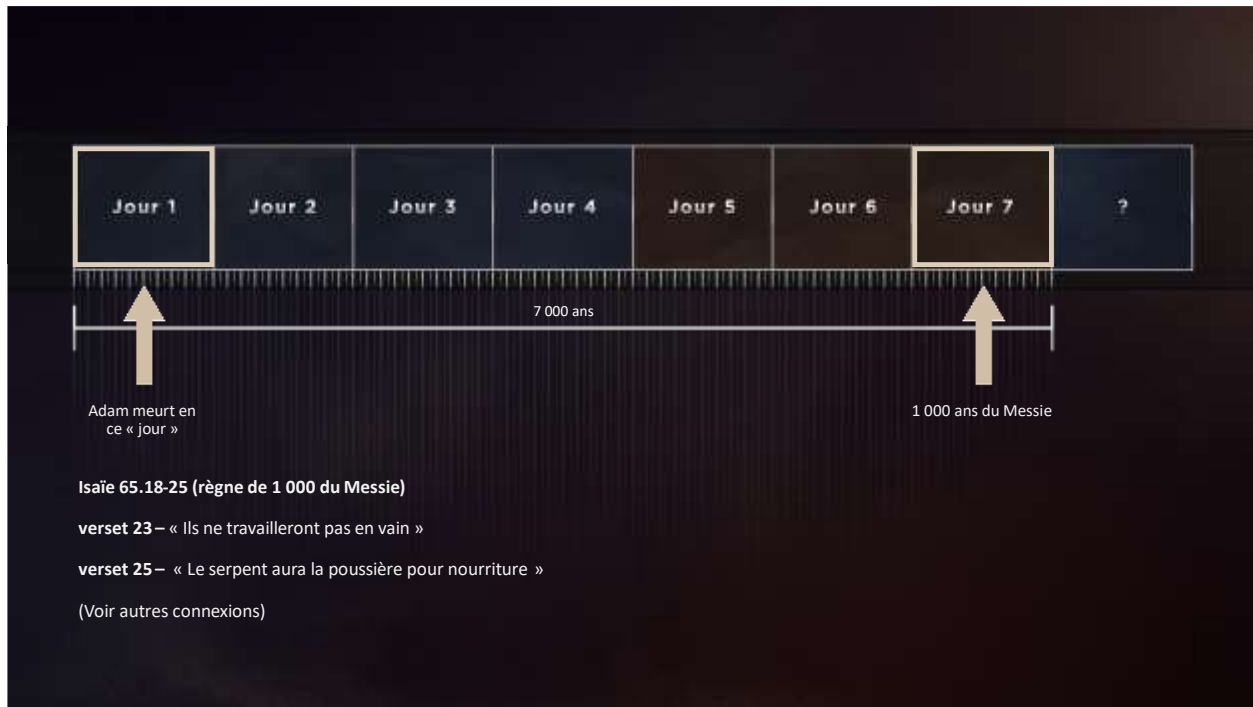 Jour 1 Jour 2 Jour 3 Jour 4 Jour 5 Jour 6 Jour 7 ?
7 000 ans
Adam meurt en
ce « jour »
1 000 ans du Messie
Isaïe 65.18-25 (règne de 1 000 du Messie)
verset 23 – « Ils ne travailleront pas en vain »
verset 25 – « Le serpent aura la poussière pour nourriture »
(Voir autres connexions)